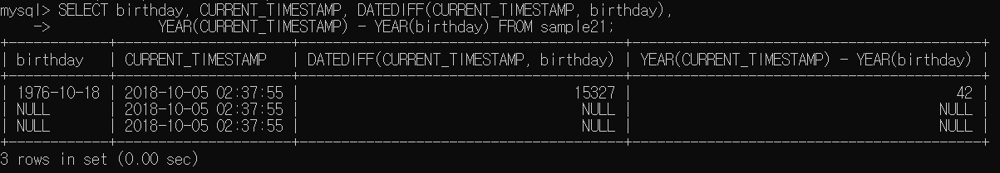 mysql> SELECT birthday, CURRENT_TIMESTAMP, DATEDIFF(CURRENT_TIMESTAMP, birthday),
    ->             YEAR(CURRENT_TIMESTAMP) - YEAR(birthday) FROM sample21;
+------------+---------------------+---------------------------------------+------------------------------------------+
| birthday   | CURRENT_TIMESTAMP   | DATEDIFF(CURRENT_TIMESTAMP, birthday) | YEAR(CURRENT_TIMESTAMP) - YEAR(birthday) |
+------------+---------------------+---------------------------------------+------------------------------------------+
| 1976-10-18 | 2018-10-05 02:37:55 |                                 15327 |                                       42 |
| NULL       | 2018-10-05 02:37:55 |                                  NULL |                                     NULL |
| NULL       | 2018-10-05 02:37:55 |                                  NULL |                                     NULL |
+------------+---------------------+---------------------------------------+------------------------------------------+
3 rows in set (0.00 sec)